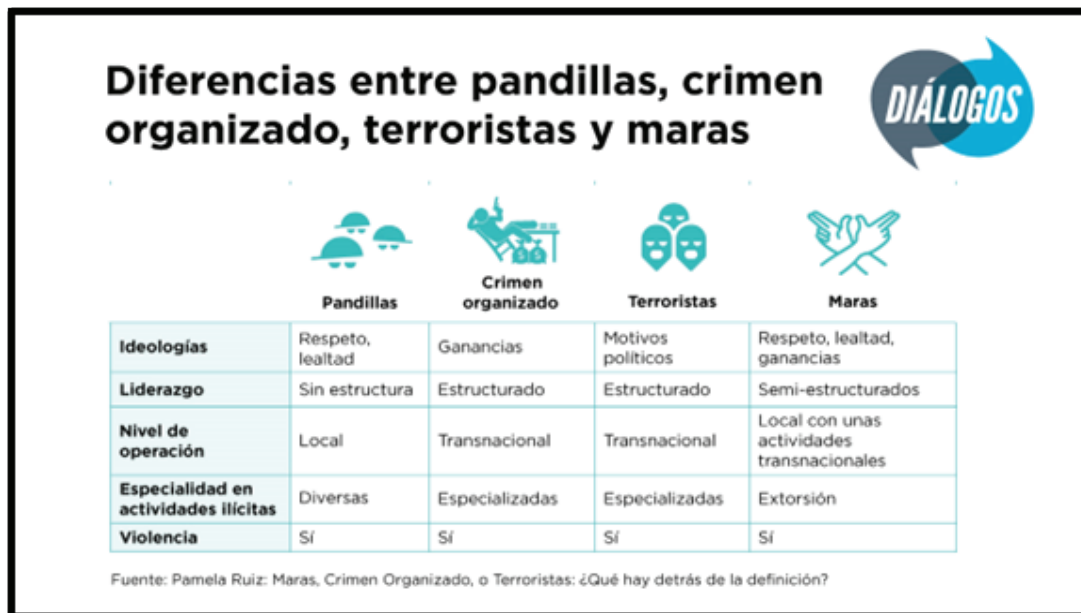 Diferencias entre pandillas, crimen
organizado, terroristas y maras
DIÁLOGOS
Pandillas
Crimen
organizado
Terroristas
Maras
Ideologías
Respeto,
lealtad
Ganancias
Motivos
políticos
Respeto, lealtad,
ganancias
Liderazgo
Sin estructura
Estructurado
Estructurado
Semi-estructurados
Nivel de
operación
Local
Transnacional
Transnacional
Local con unas
actividades
transnacionales
Especialidad en
actividades ilícitas
Diversas
Especializadas
Especializadas
Extorsión
Violencia
Sí
Sí
Sí
Sí
Fuente: Pamela Ruiz: Maras, Crimen Organizado, o Terroristas: ¿Qué hay detrás de la definición?